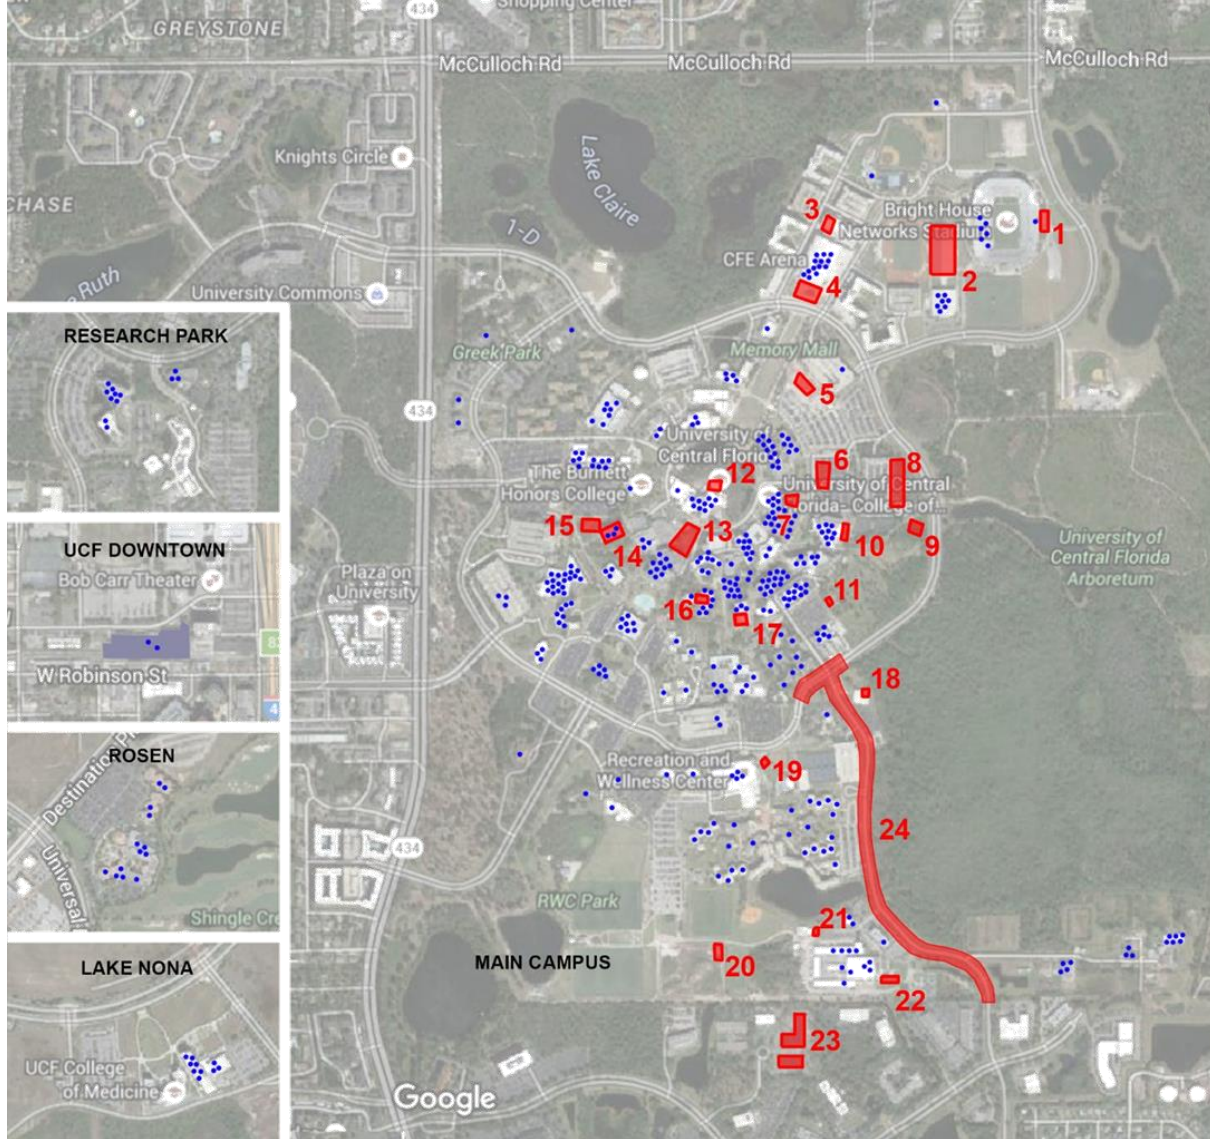 434
Shopping Center
GREYSTONE
McCulloch Rd
McCulloch Rd
McCulloch Rd
Knights Circle
Lake Claire
CHASE
1-D
3
Bright House
Networks Stadium
1
CFE Arena
2
Ruth
University Commons
4
RESEARCH PARK
Greek Park
Memory Mall
5
434
University of
Central Florida
The Burnett
Honors College
12
6
8
University of Central
Florida- College of...
7
15
14
13
10
9
University of
Central Florida
Arboretum
UCF DOWNTOWN
Bob Carr Theater
W Robinson St
Plaza on
University
11
16
17
18
ROSEN
Destination P
Universal
Shingle Cre
Recreation and
Wellness Center
19
24
434
RWC Park
21
20
MAIN CAMPUS
22
LAKE NONA
UCF College
of Medicine
23
Google